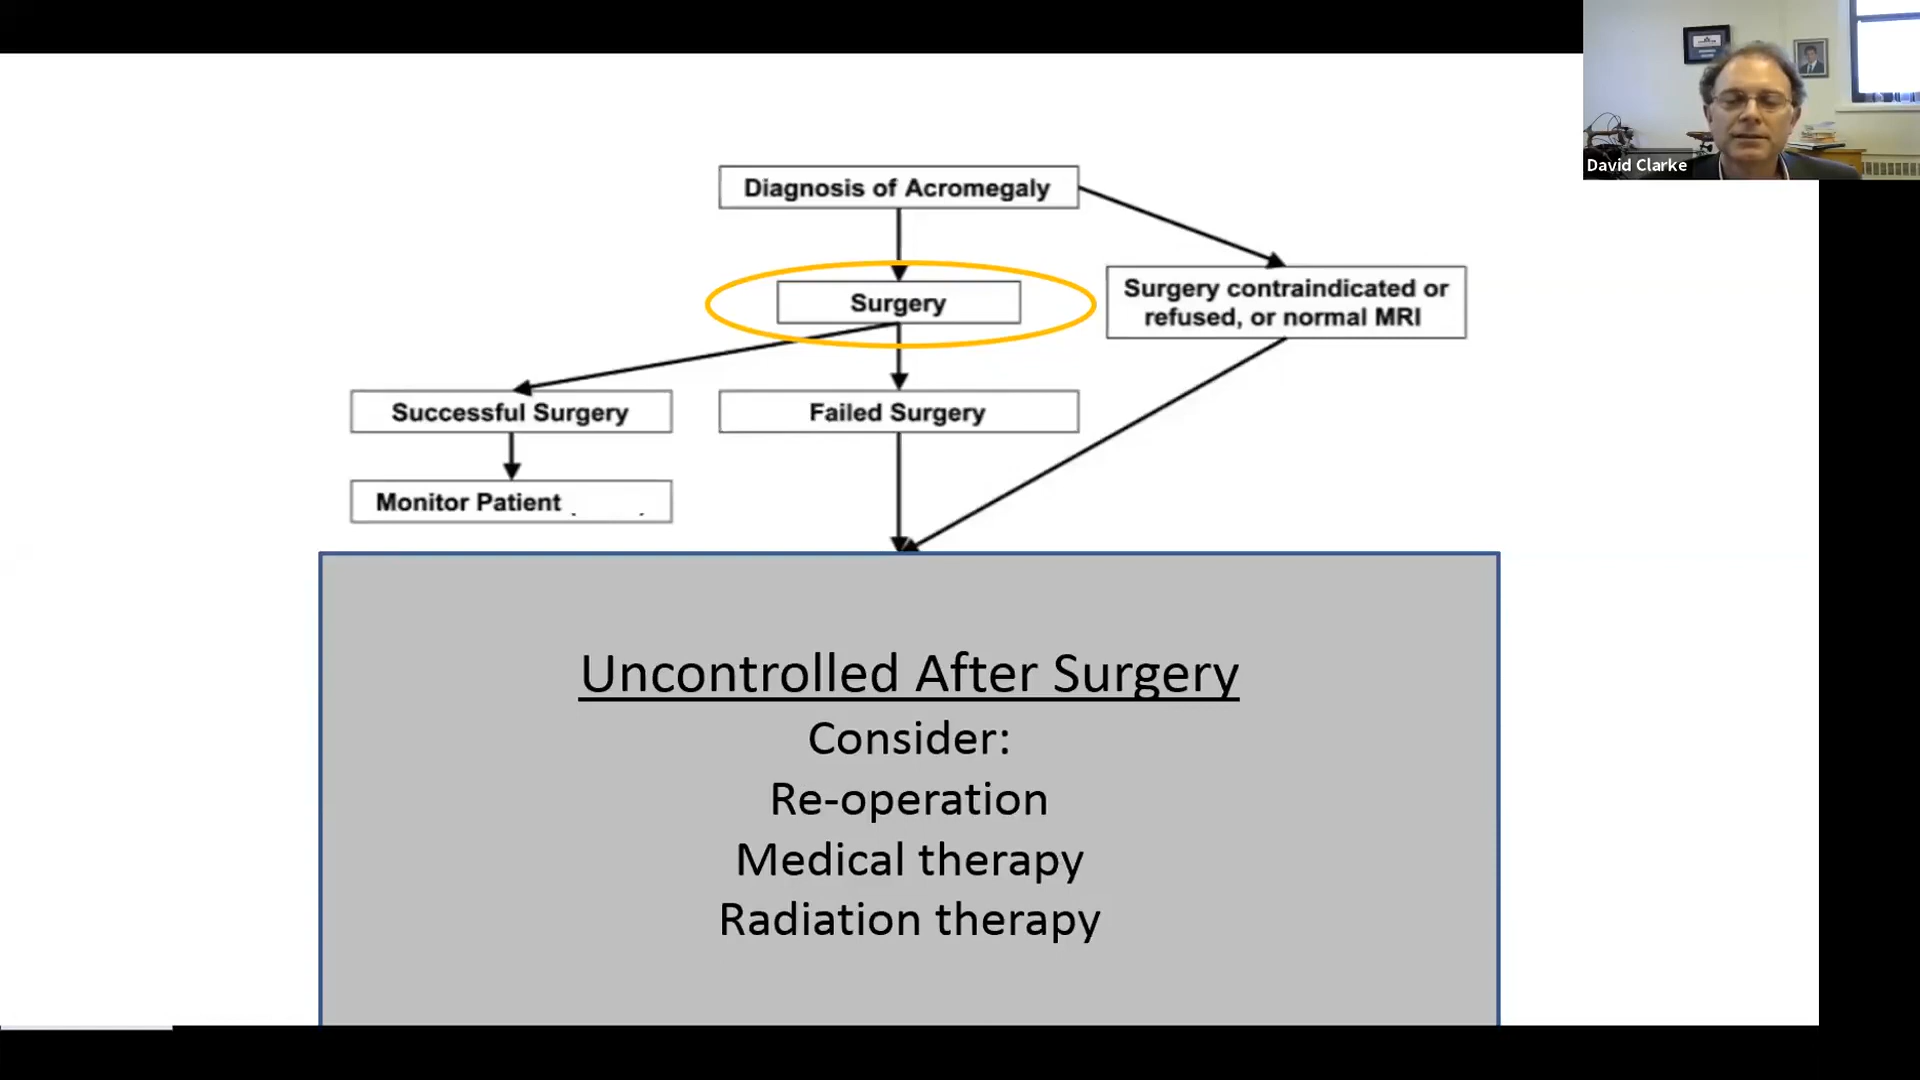 David Clarke
Diagnosis of Acromegaly
Surgery
Surgery contraindicated or
refused, or normal MRI
Successful Surgery
Failed Surgery
Monitor Patient
Uncontrolled After Surgery
Consider:
Re-operation
Medical therapy
Radiation therapy